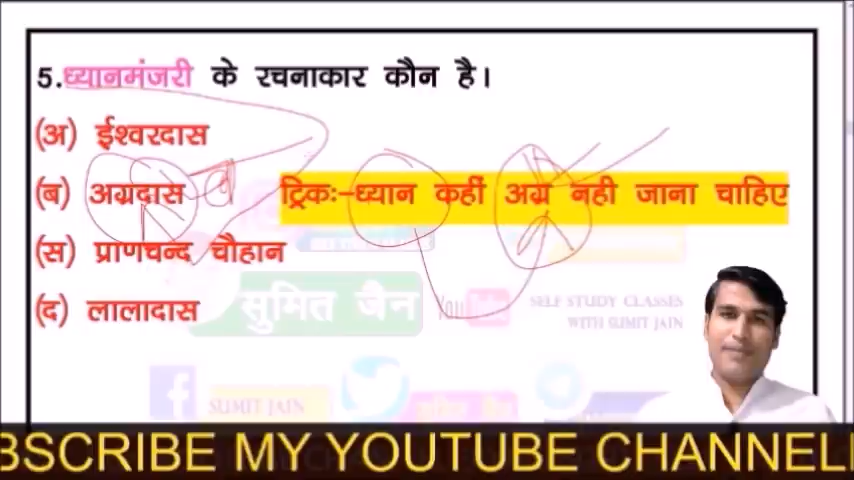 5.ध्यानमंजरी के रचनाकार कौन है।
(अ) ईश्वरदास
(ब) अग्रदास
ट्रिकः-ध्यान कहीं अग्र नही जाना चाहिए
(स) प्राणचन्द चौहान
(द) लालादास
सुमित जैन
You
SELF STUDY CLASSES
WITH SUMIT JAIN
SUMIT JAIN
BSCRIBE MY YOUTUBE CHANNEL